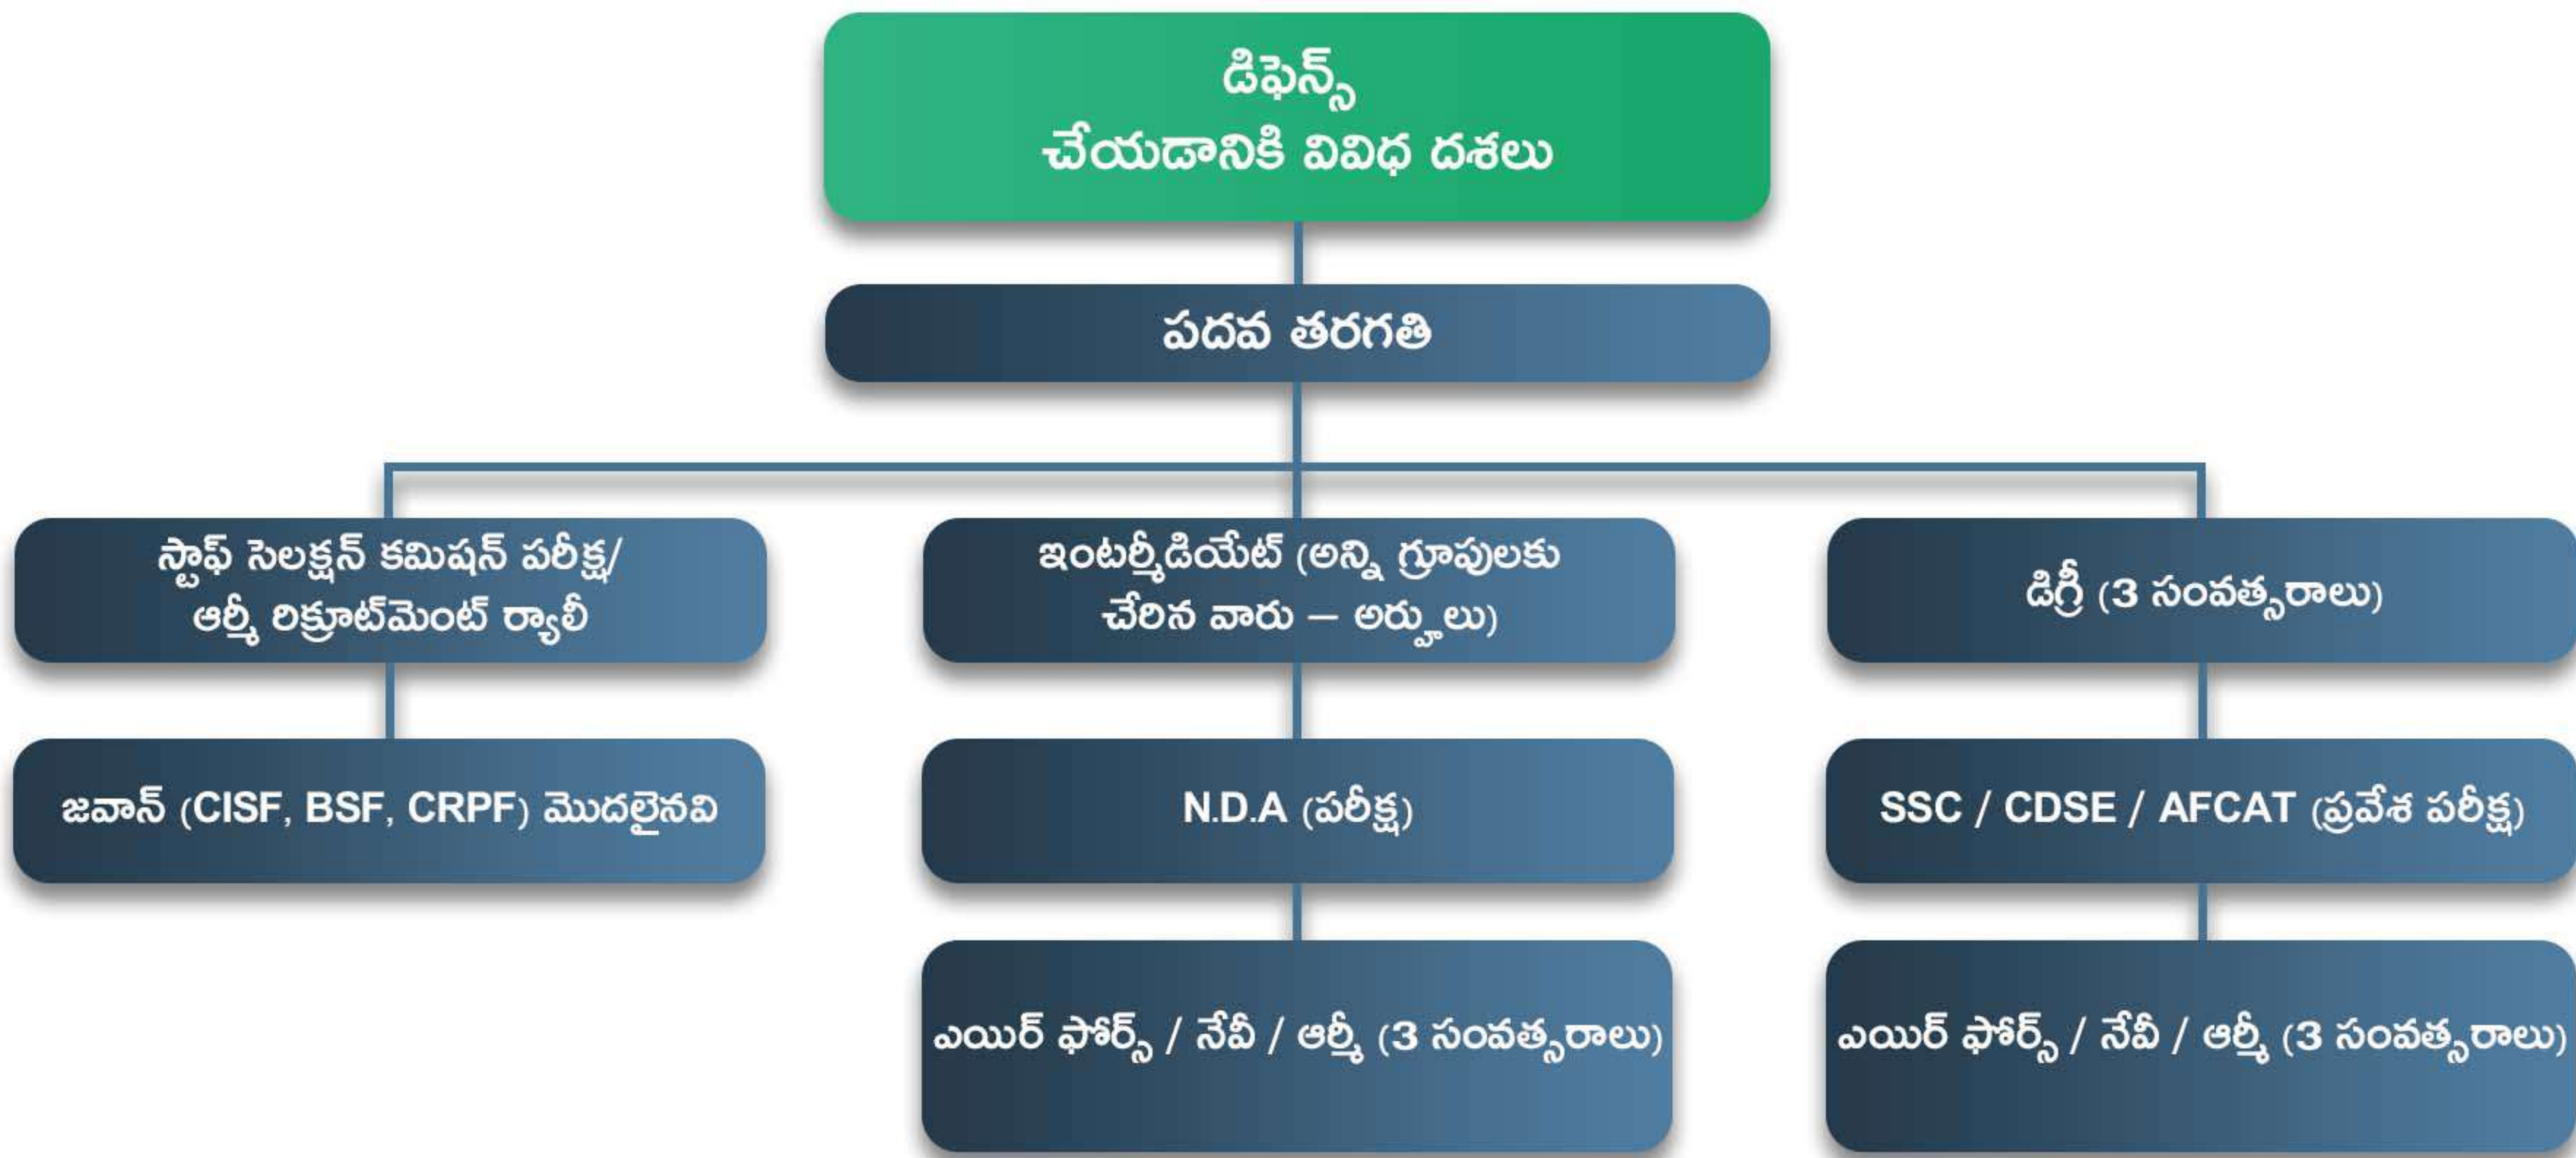 డిఫెన్స్
చేయడానికి వివిధ దశలు
పదవ తరగతి
స్టాఫ్ సెలక్షన్ కమిషన్ పరీక్ష/
ఆర్మీ రిక్రూట్‌మెంట్ ర్యాలీ
ఇంటర్మీడియేట్ (అన్ని గ్రూపులకు
చేరిన వారు – అర్హులు)
డిగ్రీ (3 సంవత్సరాలు)
జవాన్ (CISF, BSF, CRPF) మొదలైనవి
N.D.A (పరీక్ష)
SSC / CDSE / AFCAT (ప్రవేశ పరీక్ష)
ఎయిర్ ఫోర్స్ / నేవీ / ఆర్మీ (3 సంవత్సరాలు)
ఎయిర్ ఫోర్స్ / నేవీ / ఆర్మీ (3 సంవత్సరాలు)